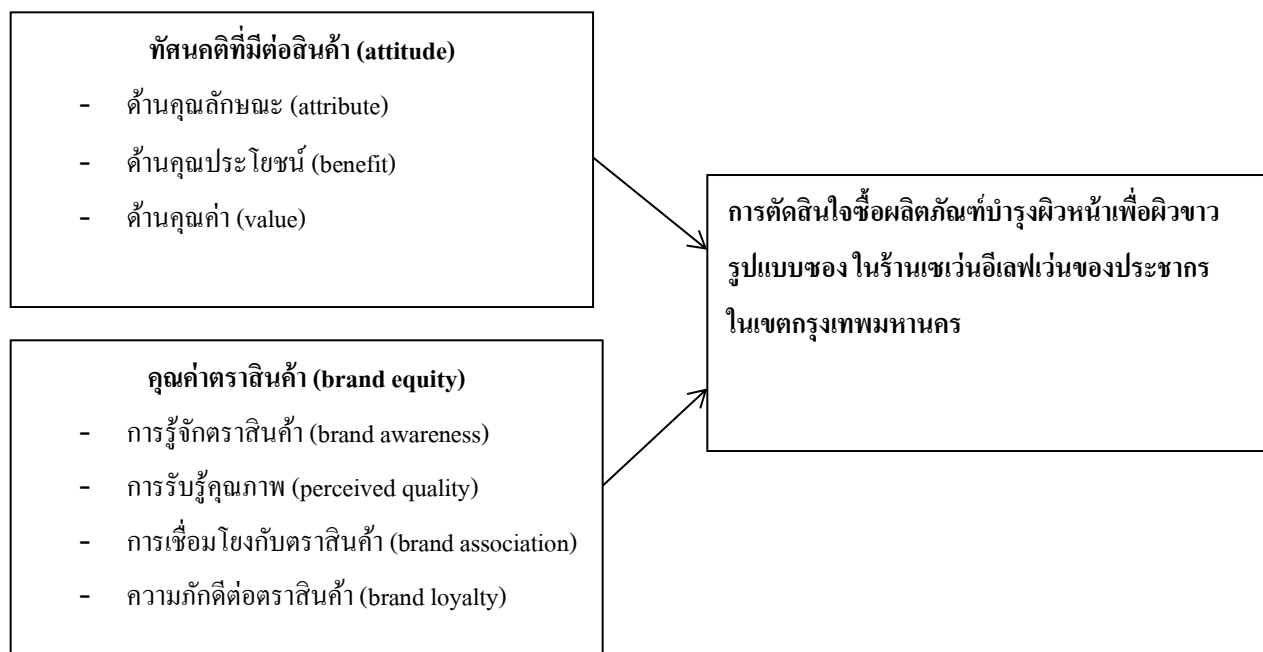 ทัศนคติที่มีต่อสินค้า (attitude)
- ด้านคุณลักษณะ (attribute)
- ด้านคุณประโยชน์ (benefit)
- ด้านคุณค่า (value)
การตัดสินใจซื้อผลิตภัณฑ์บำรุงผิวหน้าเพื่อผิวขาว
รูปแบบซอง ในร้านเซเว่นอีเลฟเว่นของประชากร
ในเขตกรุงเทพมหานคร
คุณค่าตราสินค้า (brand equity)
- การรู้จักตราสินค้า (brand awareness)
- การรับรู้คุณภาพ (perceived quality)
- การเชื่อมโยงกับตราสินค้า (brand association)
- ความภักดีต่อตราสินค้า (brand loyalty)